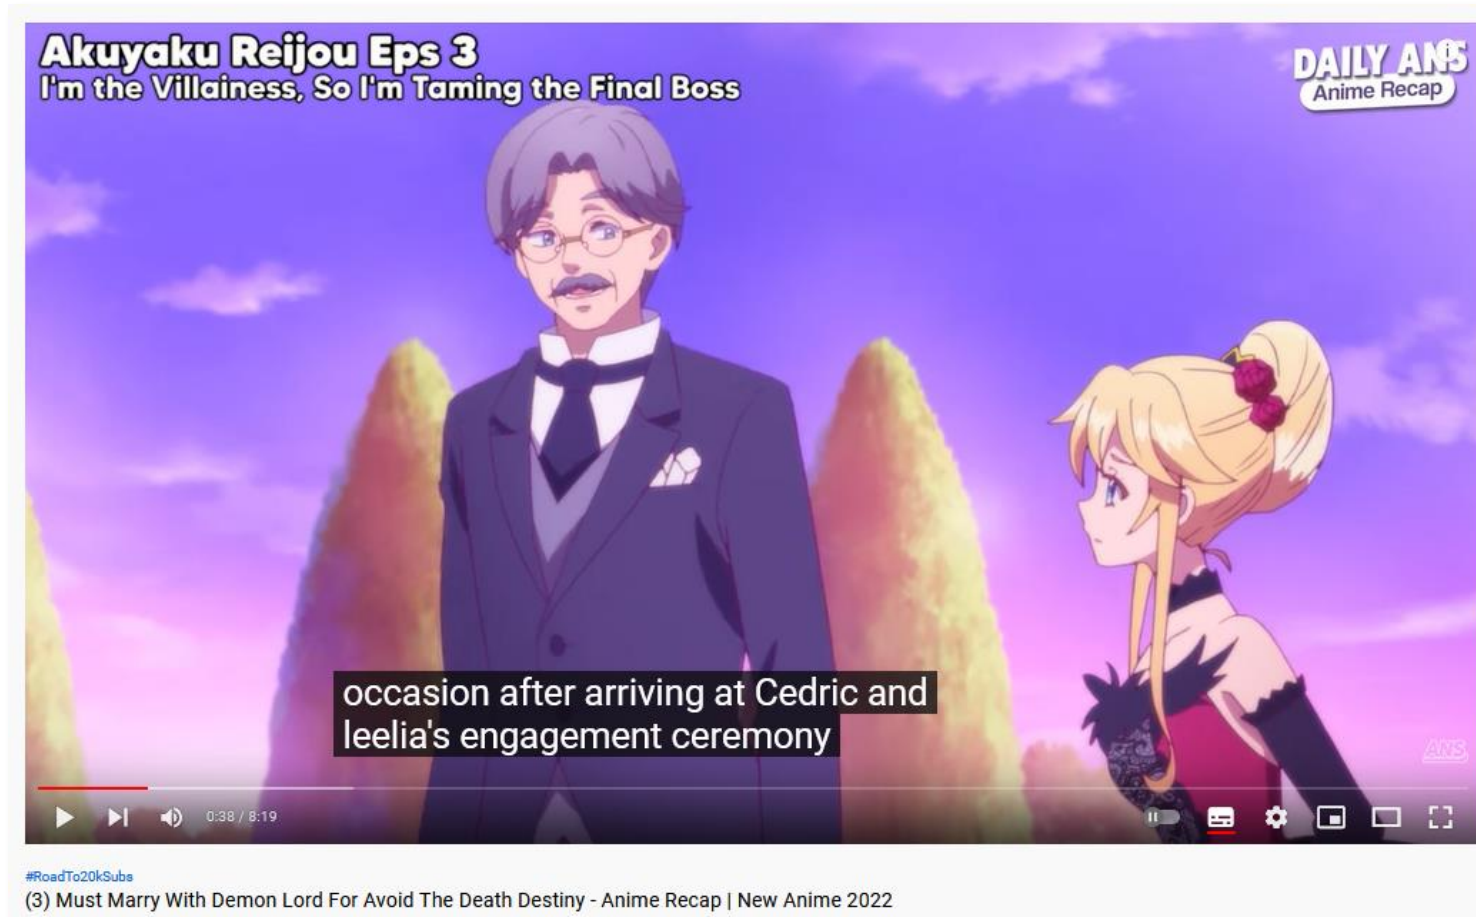 Akuyaku Reijou Eps 3
I'm the Villainess, So I'm Taming the Final Boss
DAILY ANS
Anime Recap
occasion after arriving at Cedric and
leelia's engagement ceremony
ANS
0:38 / 8:19
#RoadTo20kSubs
(3) Must Marry With Demon Lord For Avoid The Death Destiny - Anime Recap | New Anime 2022